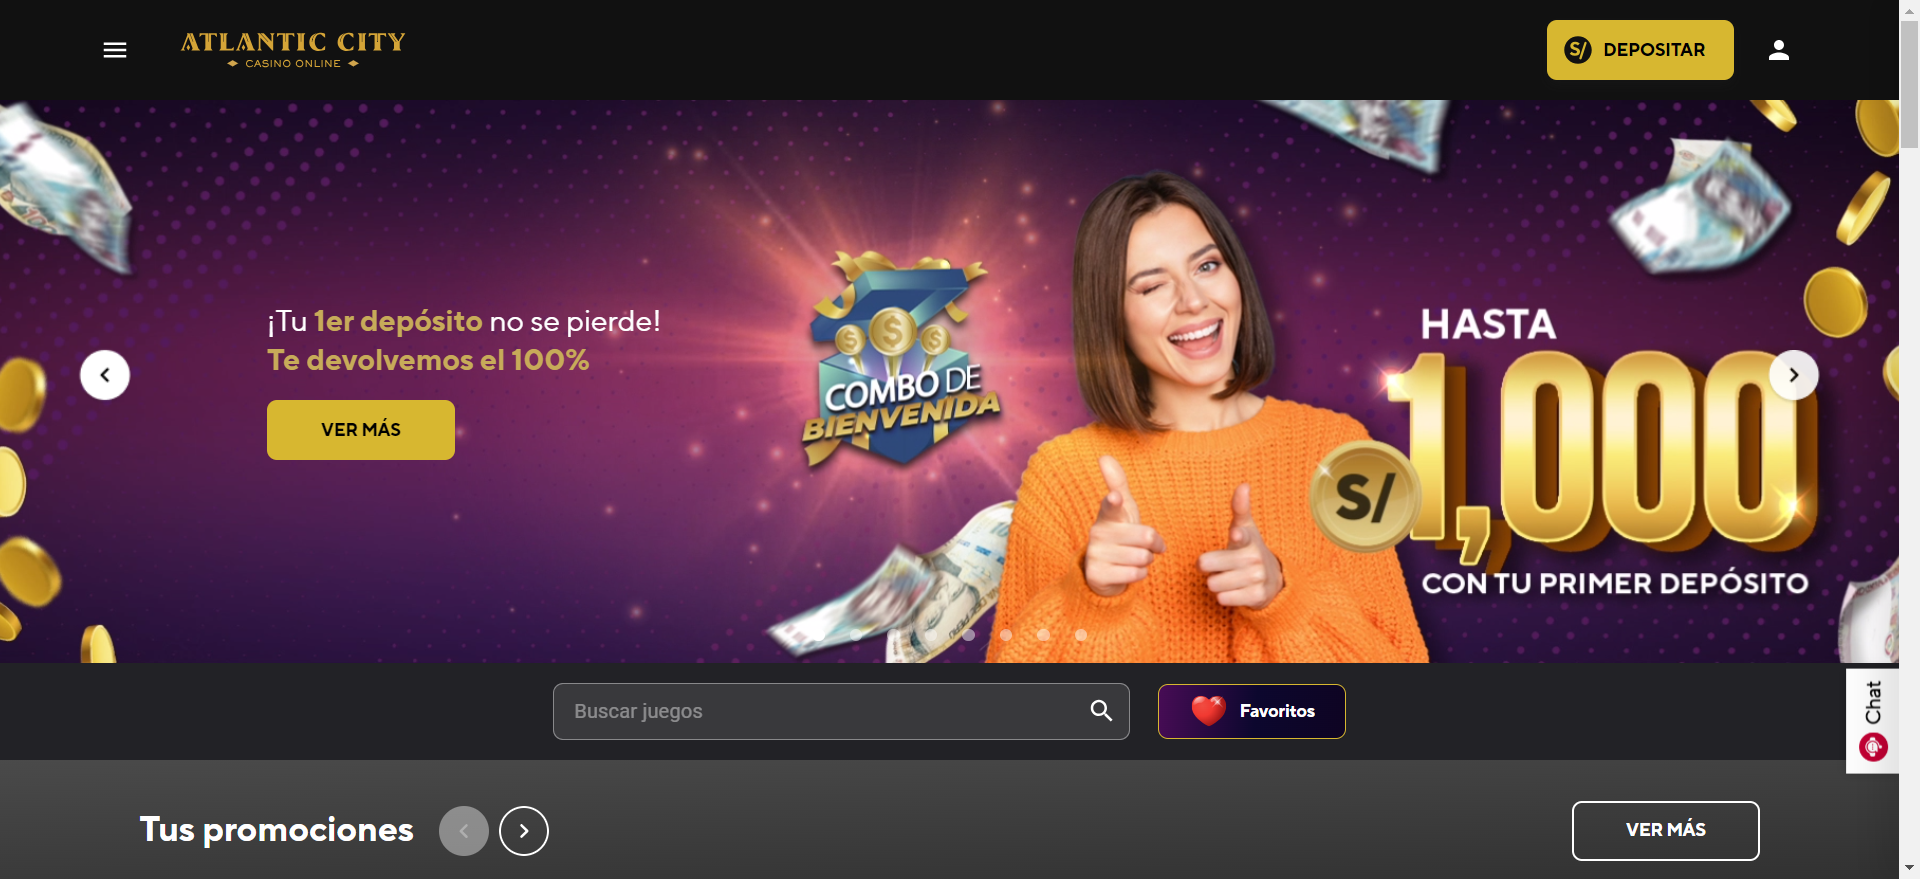 ATLANTIC CITY
CASINO ONLINE
S/ DEPOSITAR
¡Tu 1er depósito no se pierde!
Te devolvemos el 100%
VER MÁS
COMBO DE
BIENVENIDA
HASTA
S/ 1,000
CON TU PRIMER DEPÓSITO
Buscar juegos
Favoritos
Chat
Tus promociones
VER MÁS